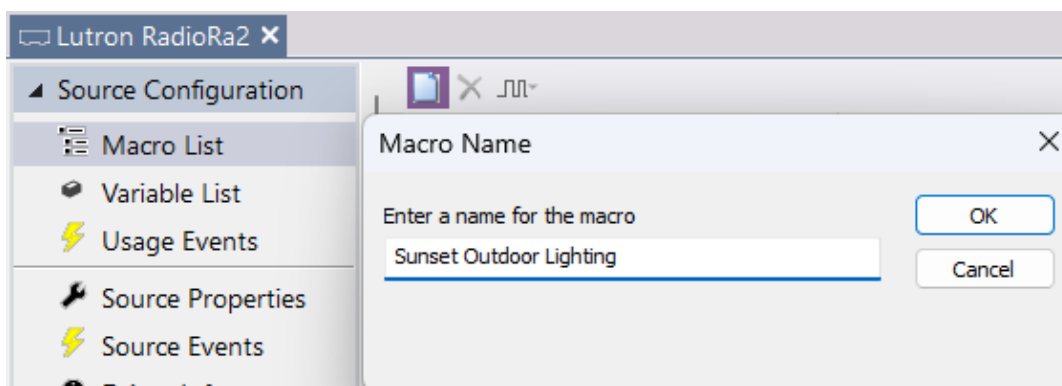 Lutron RadioRa2
Source Configuration
Macro List
Variable List
Usage Events
Source Properties
Source Events
Macro Name
Enter a name for the macro
Sunset Outdoor Lighting
OK
Cancel